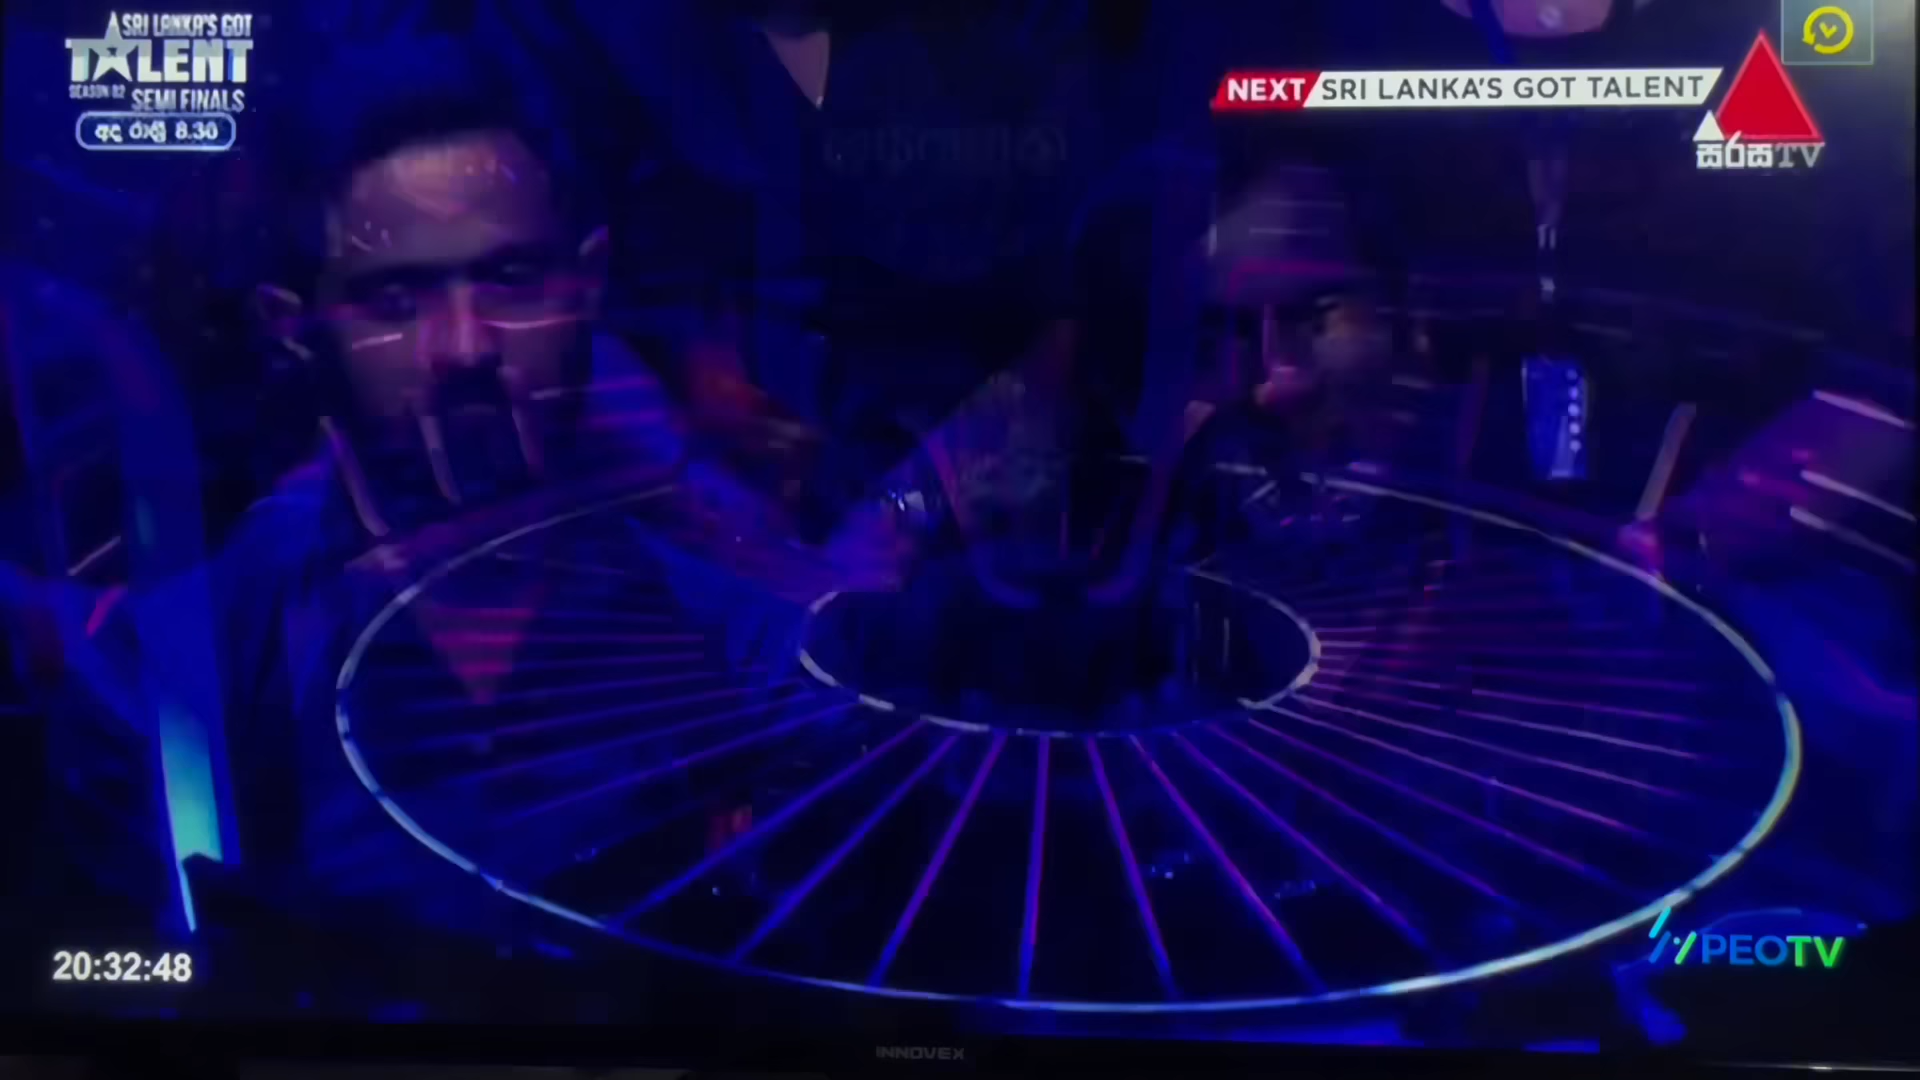 SRI LANKA'S GOT
TALENT
SEASON 02
SEMI FINALS
අද රාත්‍රී 8.30
NEXT SRI LANKA'S GOT TALENT
සිරස TV
20:32:48
PEOTV
INNOVEX